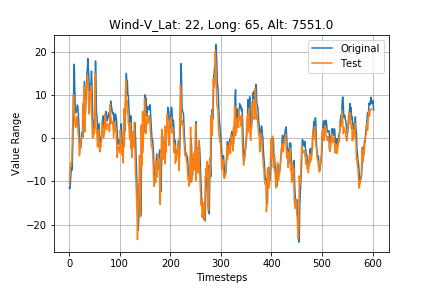 Wind-V_Lat: 22, Long: 65, Alt: 7551.0
Original
Test
Value Range
20
10
0
−10
−20
0 100 200 300 400 500 600
Timesteps